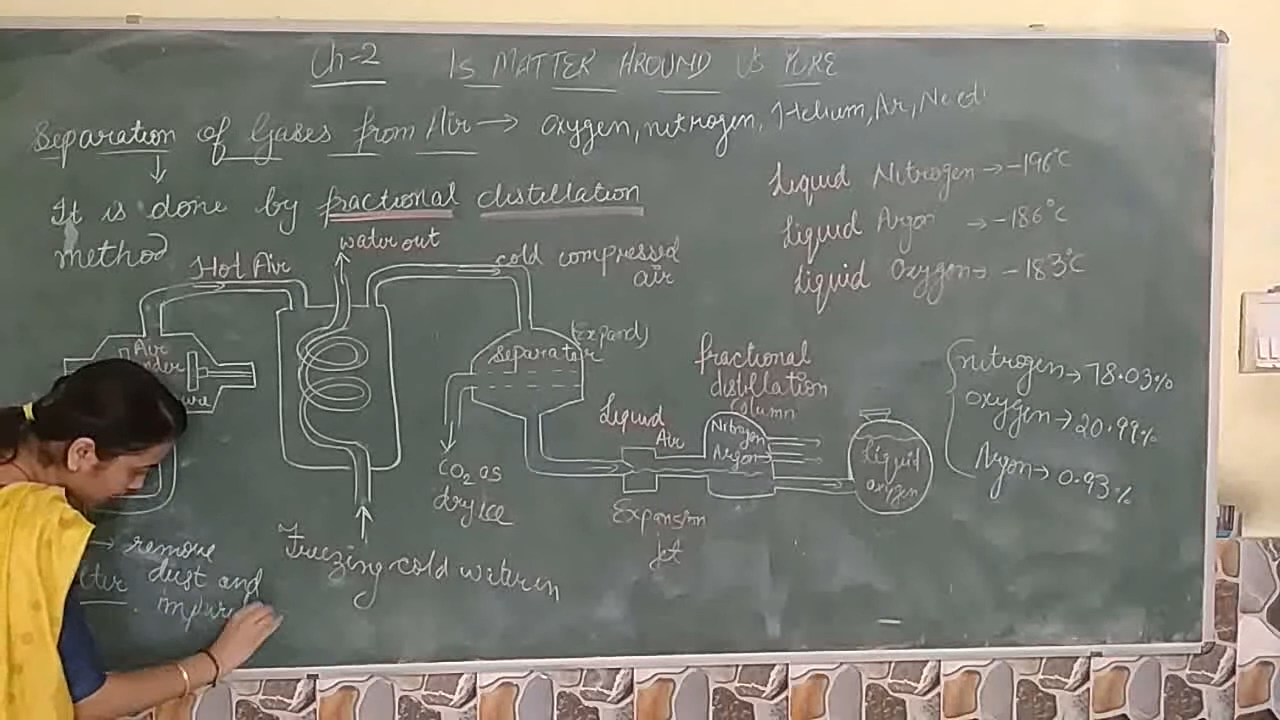 Ch-2 IS MATTER AROUND US PURE
Separation of Gases from Air → Oxygen, nitrogen, Helium, Ar, Ne etc
It is done by fractional distillation
method
Liquid Nitrogen → -196°C
Liquid Argon → -186°C
Liquid Oxygen → -183°C
water out
Hot Air
cold compressed
air
Air
Separator
(Expand)
CO2 as
dry Ice
Liquid
Air
Expansion
Jet
fractional
distillation
column
Nitrogen
Argon
Liquid
oxygen
nitrogen → 78.03%
oxygen → 20.99%
Argon → 0.93%
→ remove
dust and
Freezing cold water in